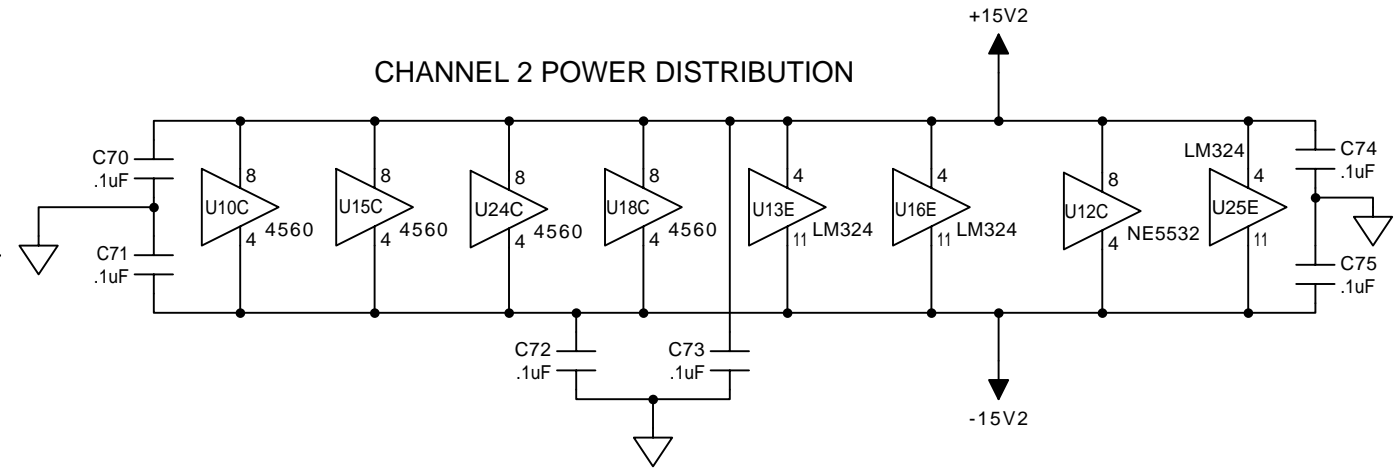 +15V2
CHANNEL 2 POWER DISTRIBUTION
C70
.1uF
C71
.1uF
8
U10C
4
4560
8
U15C
4
4560
8
U24C
4
4560
8
U18C
4
4560
4
U13E
11
LM324
4
U16E
11
LM324
8
U12C
4
NE5532
LM324
4
U25E
11
C74
.1uF
C75
.1uF
C72
.1uF
C73
.1uF
-15V2